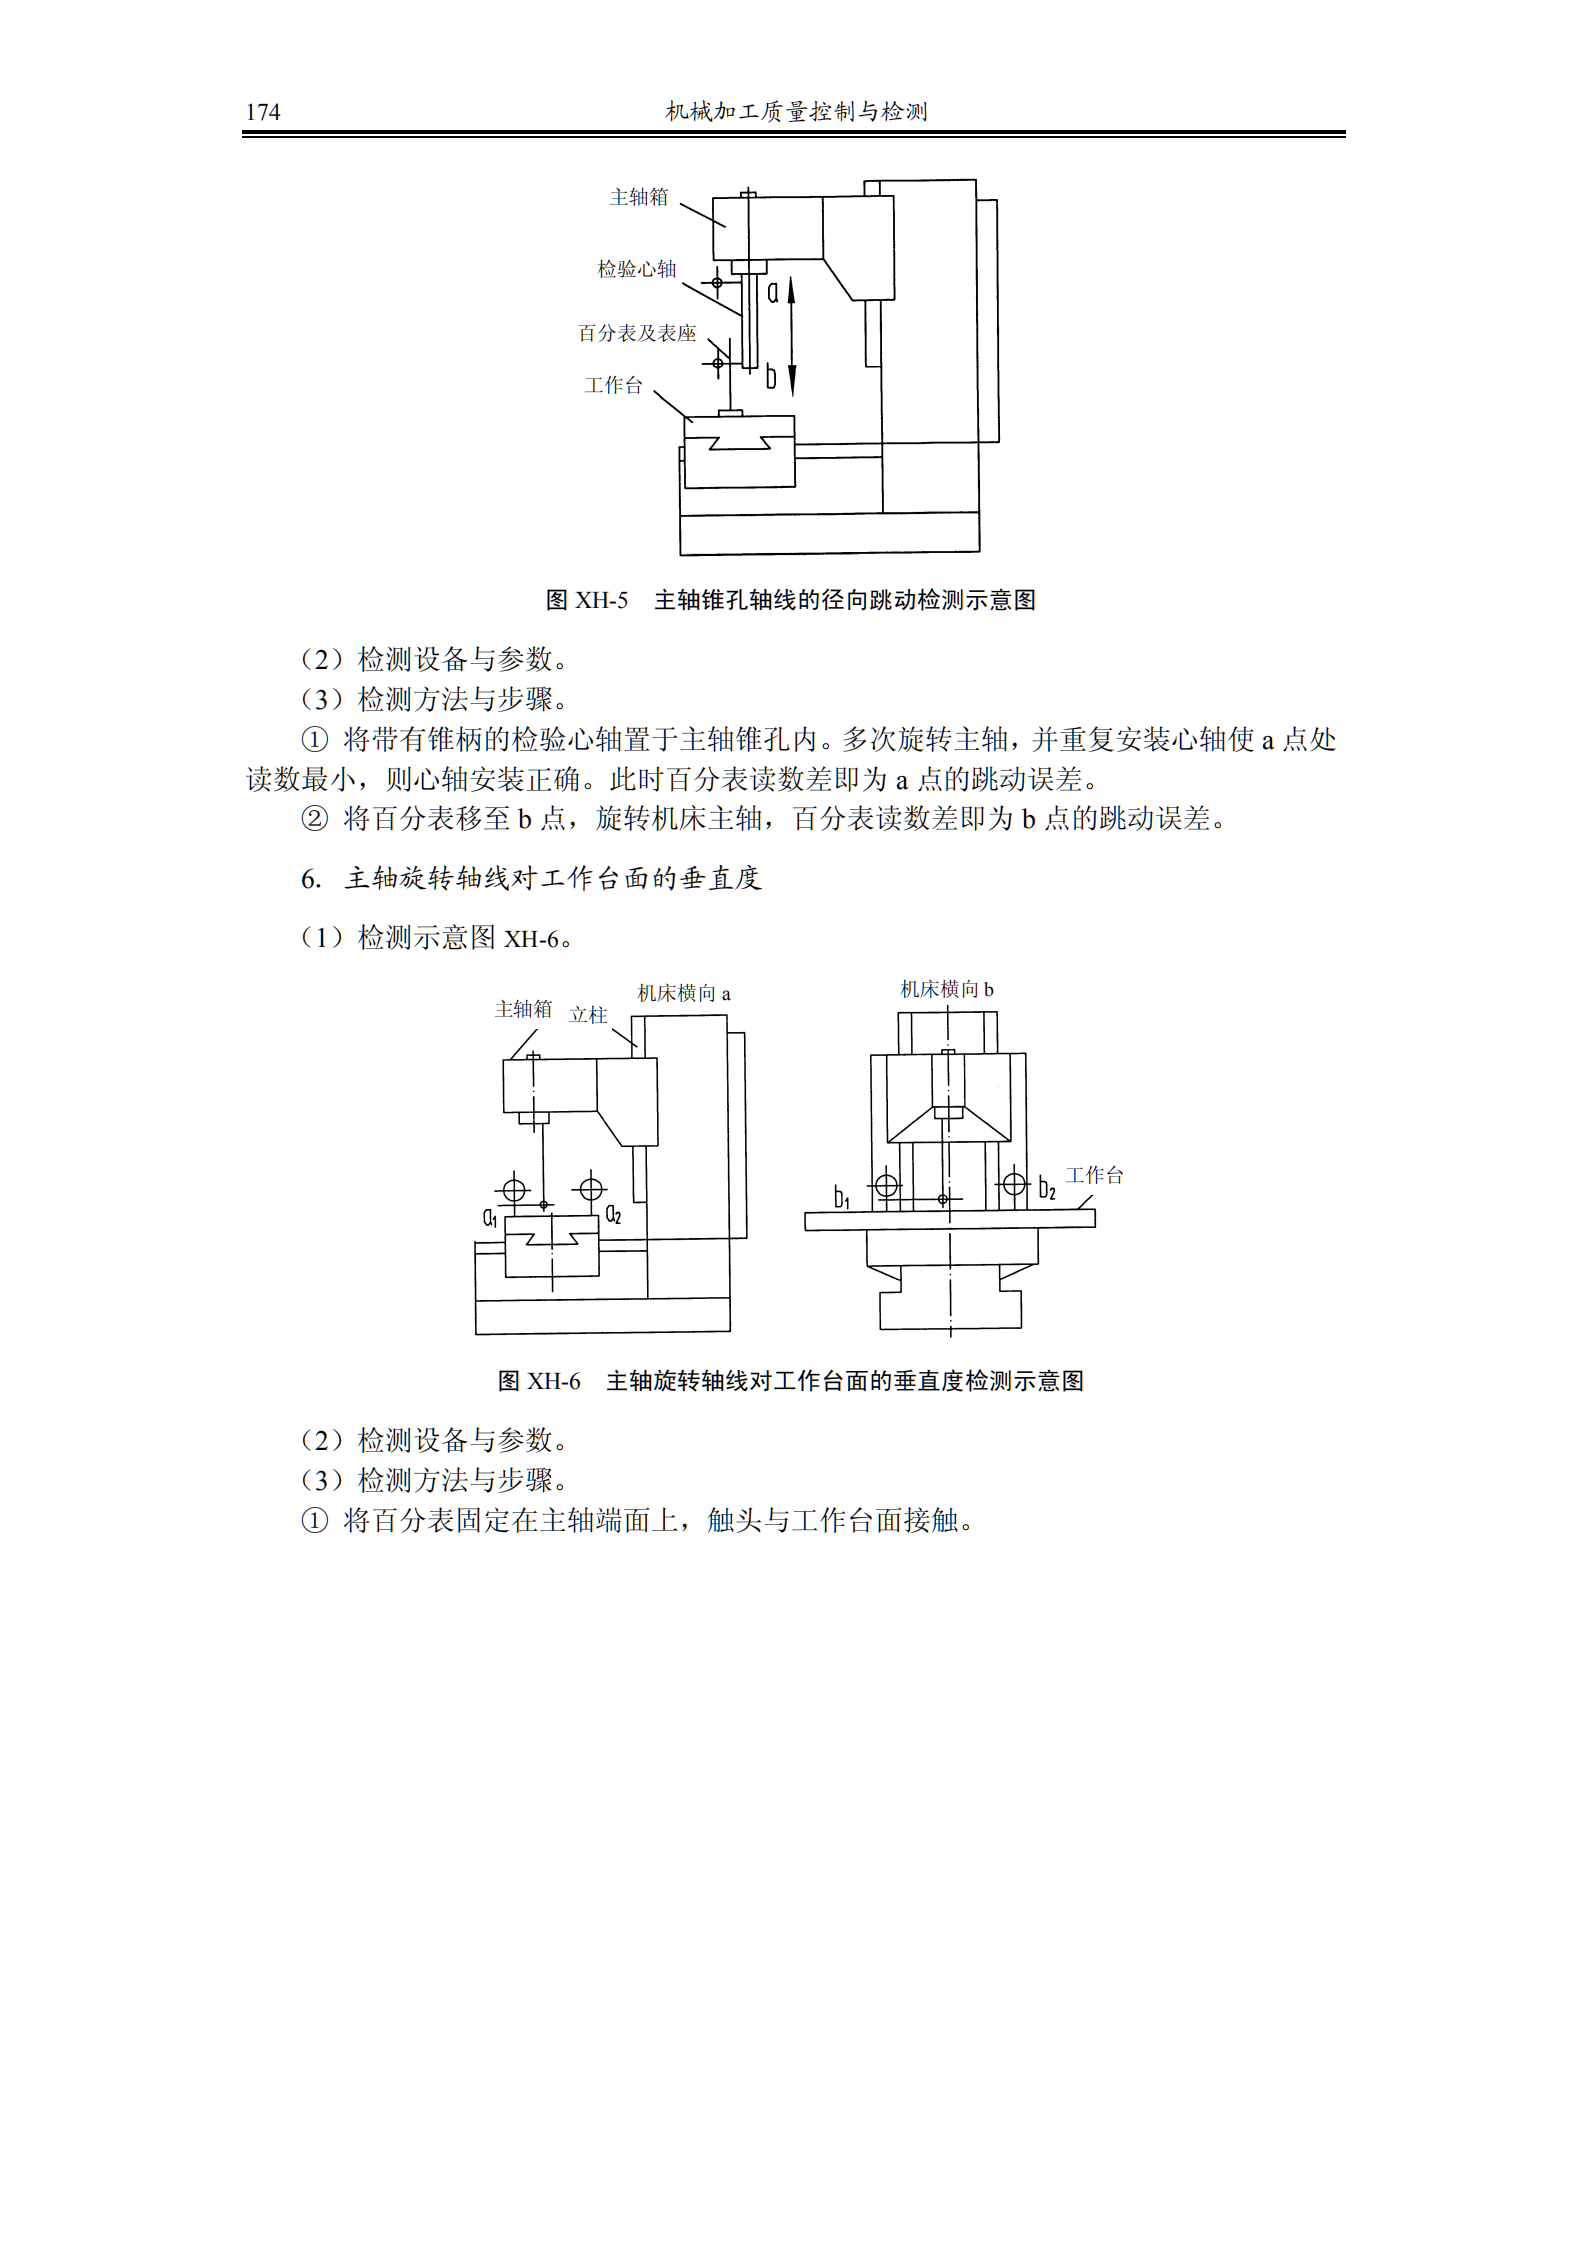 174
机械加工质量控制与检测
主轴箱
检验心轴
a
百分表及表座
b
工作台
图 XH-5 主轴锥孔轴线的径向跳动检测示意图
（2）检测设备与参数。
（3）检测方法与步骤。
① 将带有锥柄的检验心轴置于主轴锥孔内。多次旋转主轴，并重复安装心轴使 a 点处
读数最小，则心轴安装正确。此时百分表读数差即为 a 点的跳动误差。
② 将百分表移至 b 点，旋转机床主轴，百分表读数差即为 b 点的跳动误差。
6. 主轴旋转轴线对工作台面的垂直度
（1）检测示意图 XH-6。
机床横向 a
主轴箱 立柱
a1
a2
机床横向 b
b1
b2
工作台
图 XH-6 主轴旋转轴线对工作台面的垂直度检测示意图
（2）检测设备与参数。
（3）检测方法与步骤。
① 将百分表固定在主轴端面上，触头与工作台面接触。